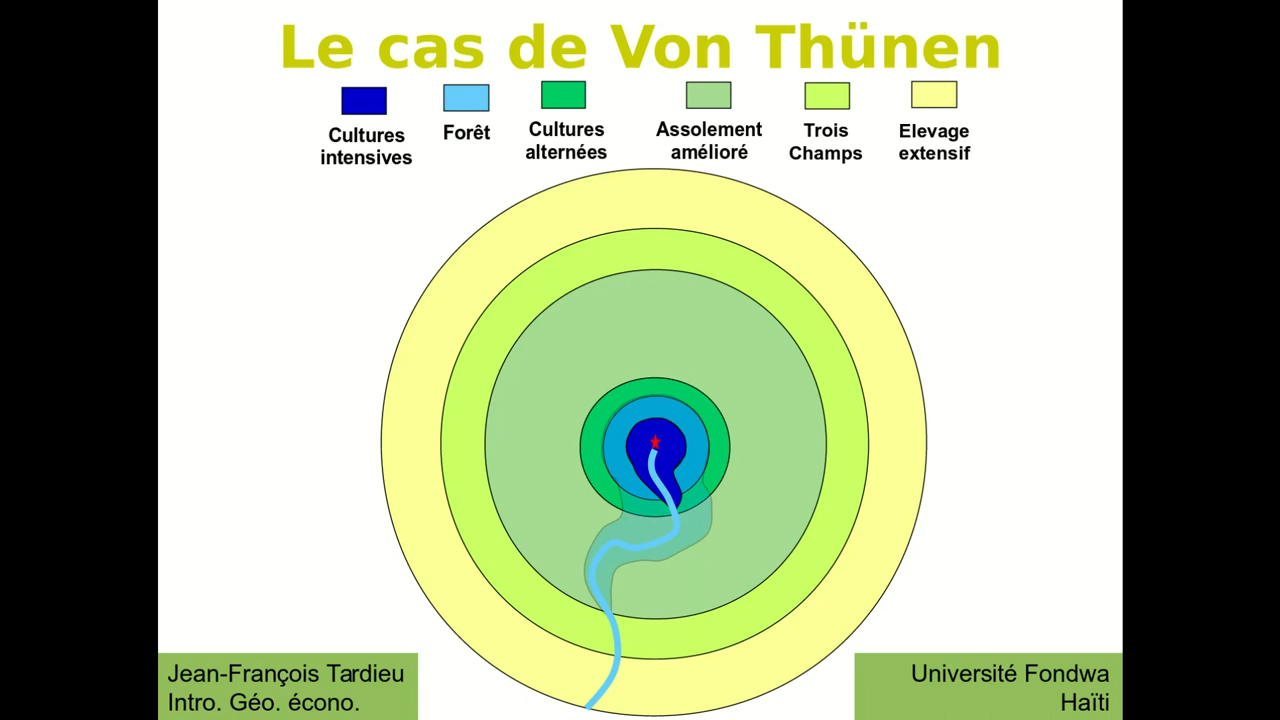 Le cas de Von Thünen
Cultures
intensives
Forêt
Cultures
alternées
Assolement
amélioré
Trois
Champs
Elevage
extensif
Jean-François Tardieu
Intro. Géo. écono.
Université Fondwa
Haïti